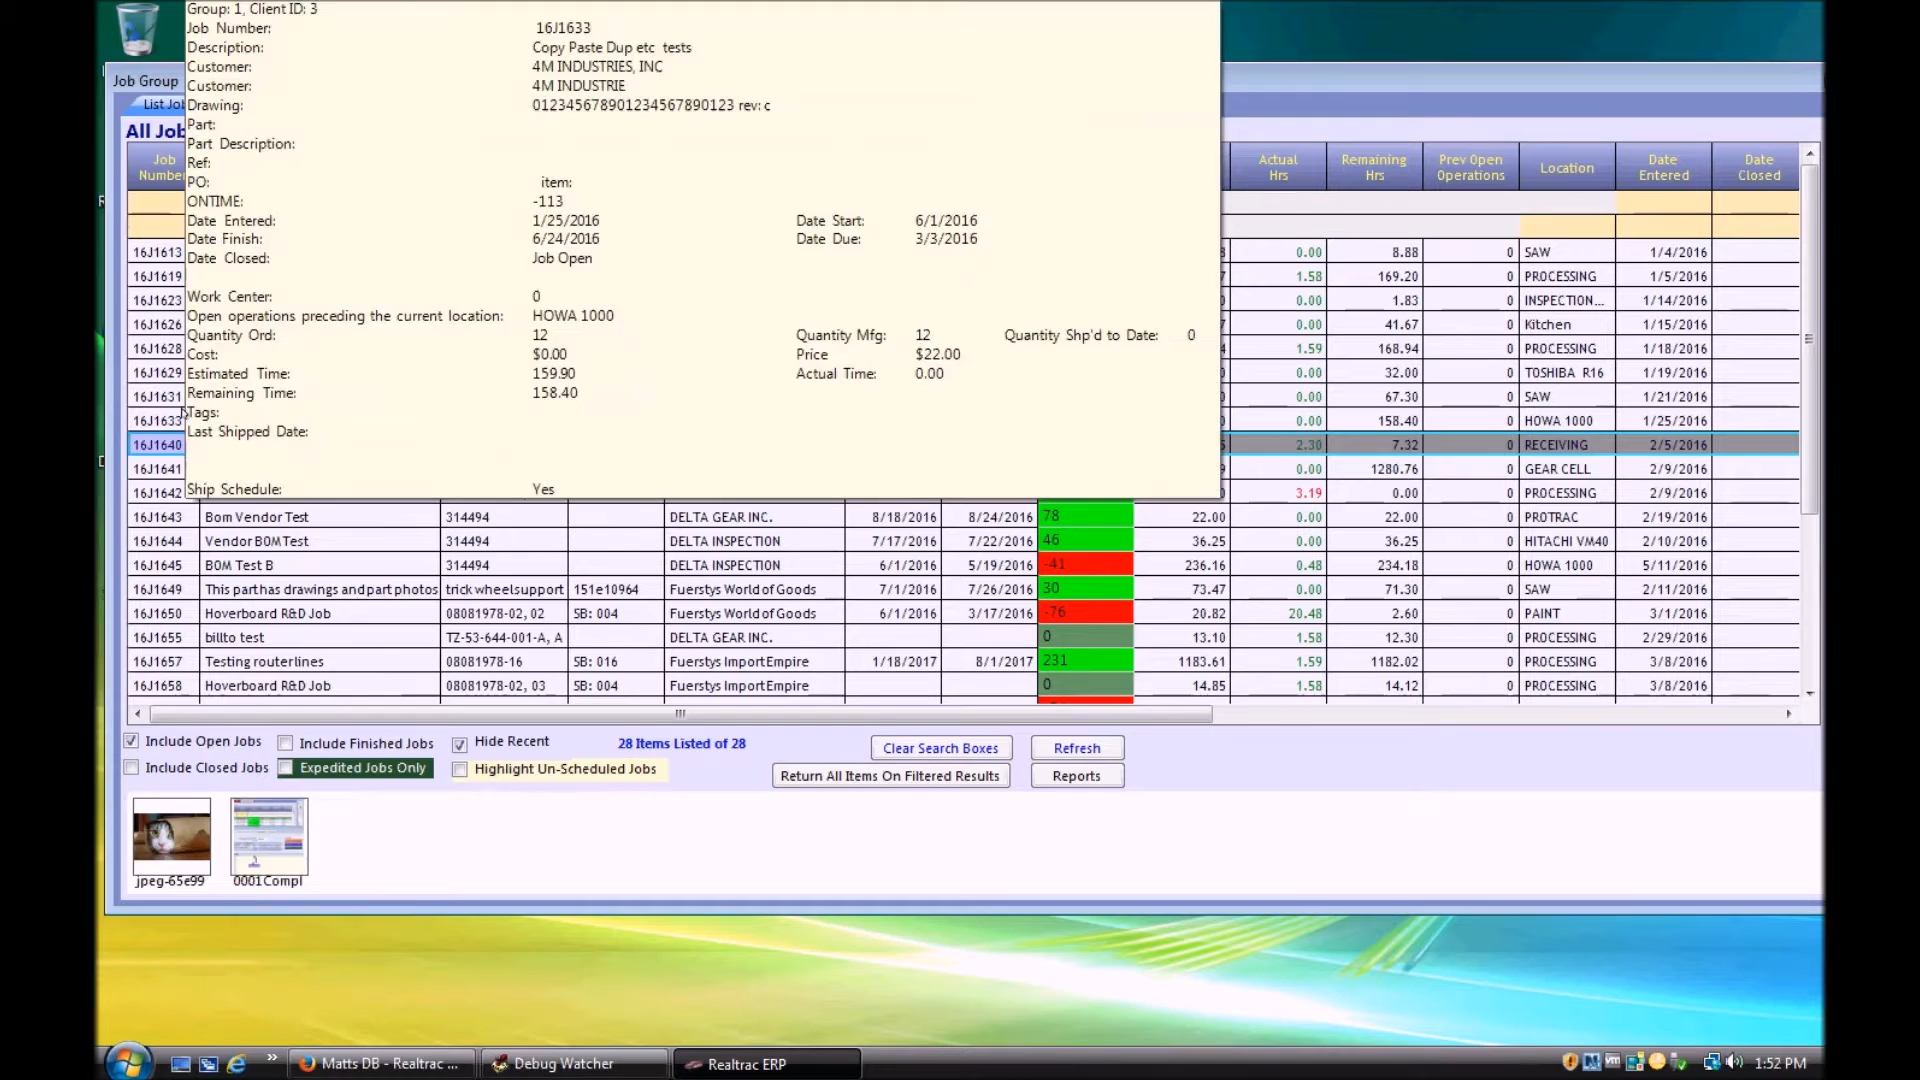 Group: 1, Client ID: 3
Job Number: 16J1633
Description: Copy Paste Dup etc tests
Customer: 4M INDUSTRIES, INC
Customer: 4M INDUSTRIE
Drawing: 012345678901234567890123 rev: c
Part:
Part Description:
Ref:
PO: item:
ONTIME: -113
Date Entered: 1/25/2016 Date Start: 6/1/2016
Date Finish: 6/24/2016 Date Due: 3/3/2016
Date Closed: Job Open
Work Center: 0
Open operations preceding the current location: HOWA 1000
Quantity Ord: 12 Quantity Mfg: 12 Quantity Shp'd to Date: 0
Cost: $0.00 Price $22.00
Estimated Time: 159.90 Actual Time: 0.00
Remaining Time: 158.40
Tags:
Last Shipped Date:
Ship Schedule: Yes
Job Group
List Jo
All Job
Job Number Actual Hrs Remaining Hrs Prev Open Operations Location Date Entered Date Closed
16J1613 0.00 8.88 0 SAW 1/4/2016
16J1619 1.58 169.20 0 PROCESSING 1/5/2016
16J1623 0.00 1.83 0 INSPECTION... 1/14/2016
16J1626 0.00 41.67 0 Kitchen 1/15/2016
16J1628 1.59 168.94 0 PROCESSING 1/18/2016
16J1629 0.00 32.00 0 TOSHIBA R16 1/19/2016
16J1631 0.00 67.30 0 SAW 1/21/2016
16J1633 0.00 158.40 0 HOWA 1000 1/25/2016
16J1640 2.30 7.32 0 RECEIVING 2/5/2016
16J1641 0.00 1280.76 0 GEAR CELL 2/9/2016
16J1642 3.19 0.00 0 PROCESSING 2/9/2016
16J1643 Bom Vendor Test 314494 DELTA GEAR INC. 8/18/2016 8/24/2016 78 22.00 0.00 22.00 0 PROTRAC 2/19/2016
16J1644 Vendor BOM Test 314494 DELTA INSPECTION 7/17/2016 7/22/2016 46 36.25 0.00 36.25 0 HITACHI VM40 2/10/2016
16J1645 BOM Test B 314494 DELTA INSPECTION 6/1/2016 5/19/2016 -41 236.16 0.48 234.18 0 HOWA 1000 5/11/2016
16J1649 This part has drawings and part photos trick wheel support 151e10964 Fuerstys World of Goods 7/1/2016 7/26/2016 30 73.47 0.00 71.30 0 SAW 2/11/2016
16J1650 Hoverboard R&D Job 08081978-02, 02 SB: 004 Fuerstys World of Goods 6/1/2016 3/17/2016 -76 20.82 20.48 2.60 0 PAINT 3/1/2016
16J1655 billto test TZ-53-644-001-A, A DELTA GEAR INC. 0 13.10 1.58 12.30 0 PROCESSING 2/29/2016
16J1657 Testing router lines 08081978-16 SB: 016 Fuerstys Import Empire 1/18/2017 8/1/2017 231 1183.61 1.59 1182.02 0 PROCESSING 3/8/2016
16J1658 Hoverboard R&D Job 08081978-02, 03 SB: 004 Fuerstys Import Empire 0 14.85 1.58 14.12 0 PROCESSING 3/8/2016
Include Open Jobs Include Finished Jobs Hide Recent 28 Items Listed of 28 Clear Search Boxes Refresh
Include Closed Jobs Expedited Jobs Only Highlight Un-Scheduled Jobs Return All Items On Filtered Results Reports
jpeg-65e99 0001Compl
Matts DB - Realtrac ... Debug Watcher Realtrac ERP 1:52 PM